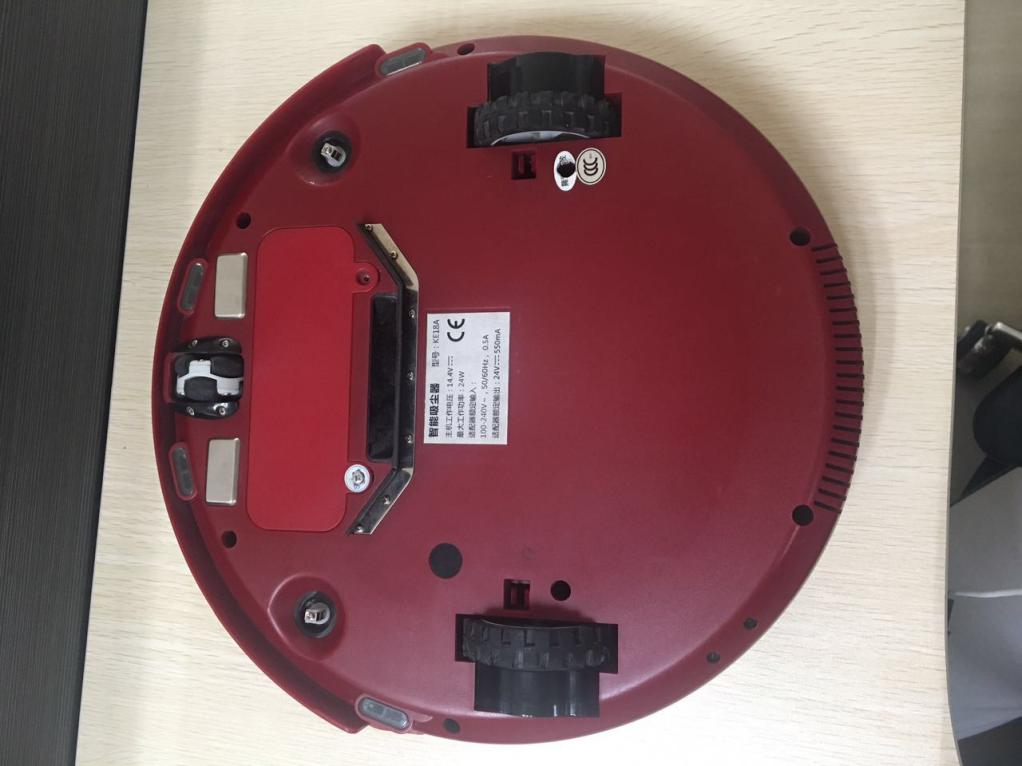 智能吸尘器 型号：KE18A
主机工作电压：14.4V⎓
最大工作功率：24W
CE
适配器额定输入：
100-240V～, 50/60Hz, 0.5A
适配器额定输出：24V⎓550mA
CCC